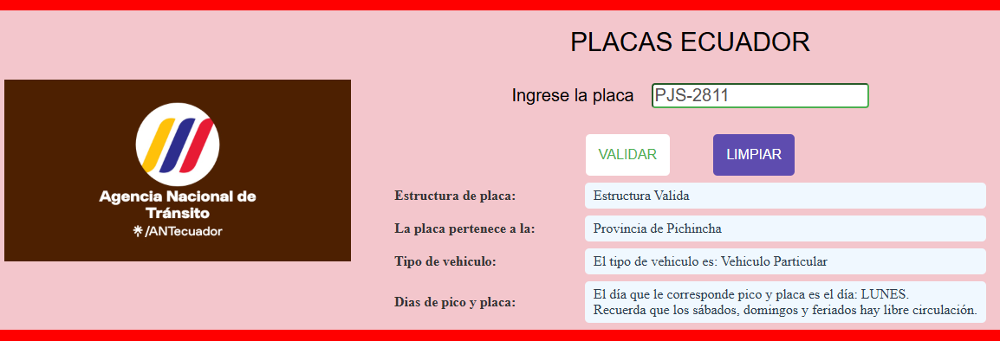 PLACAS ECUADOR
Ingrese la placa PJS-2811
VALIDAR LIMPIAR
Agencia Nacional de
Tránsito
/ANTecuador
Estructura de placa: Estructura Valida
La placa pertenece a la: Provincia de Pichincha
Tipo de vehiculo: El tipo de vehiculo es: Vehiculo Particular
Dias de pico y placa: El día que le corresponde pico y placa es el día: LUNES.
Recuerda que los sábados, domingos y feriados hay libre circulación.